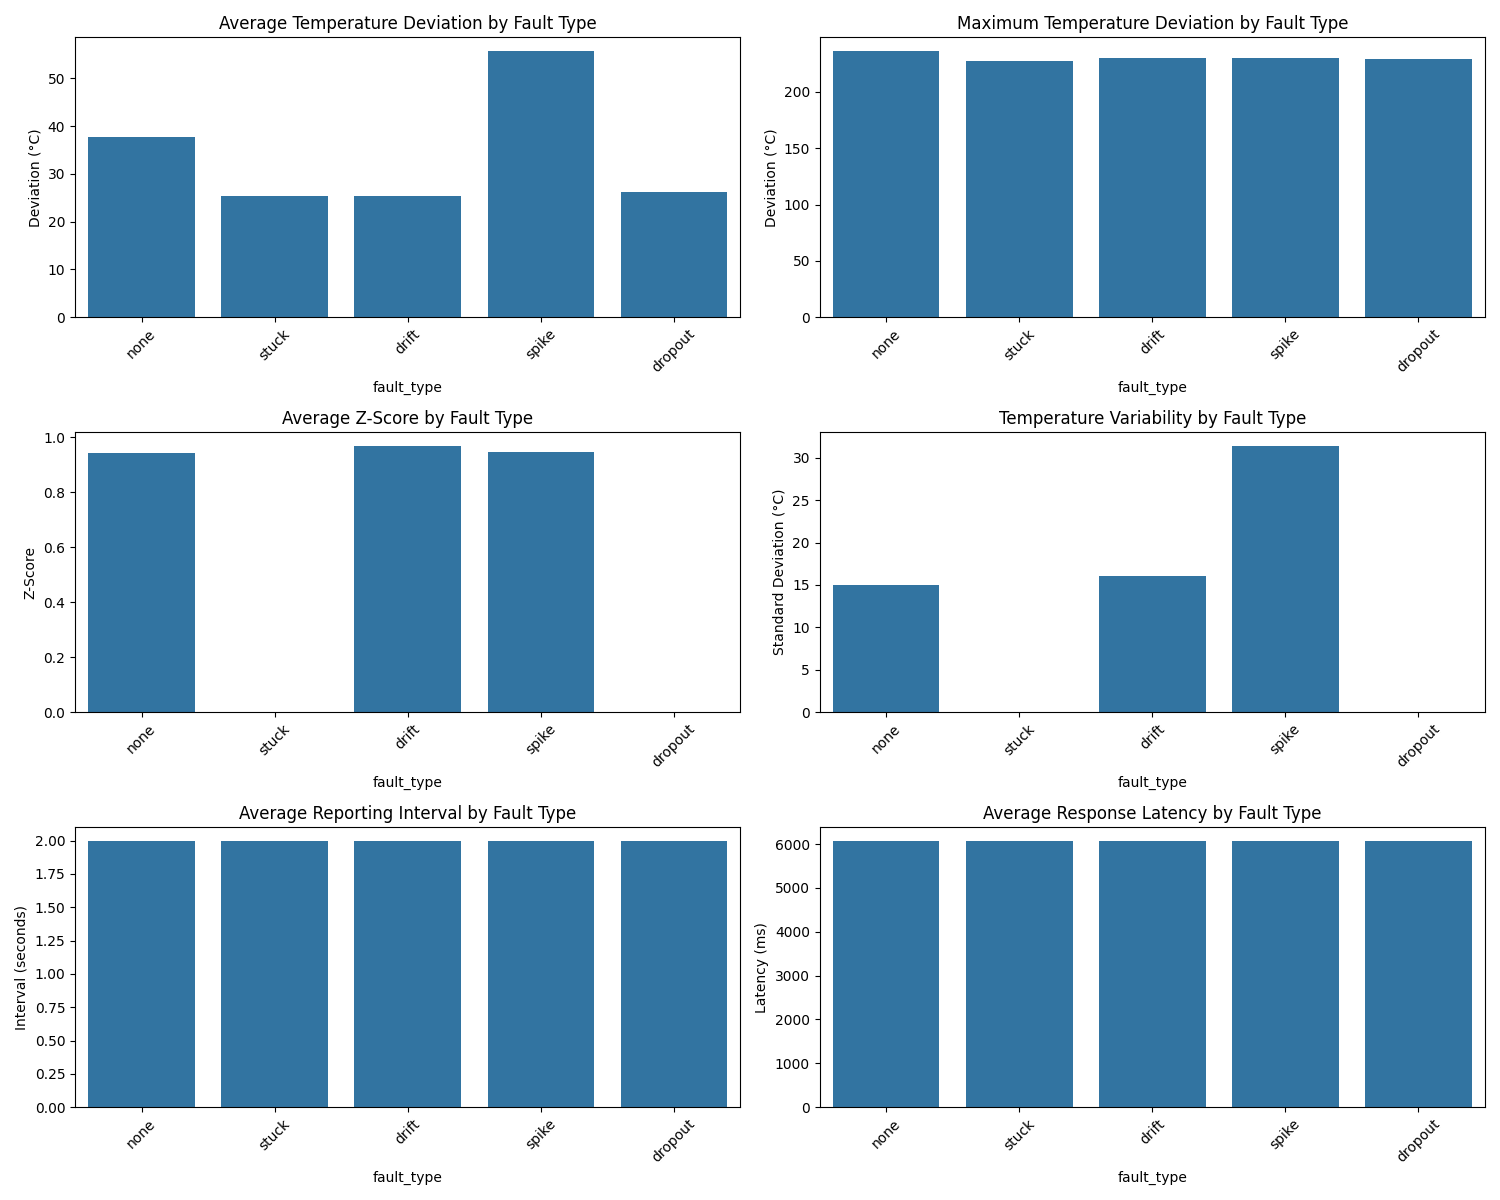 Average Temperature Deviation by Fault Type
Deviation (°C)
50
40
30
20
10
0
none
stuck
drift
spike
dropout
fault_type
Maximum Temperature Deviation by Fault Type
Deviation (°C)
200
150
100
50
0
none
stuck
drift
spike
dropout
fault_type
Average Z-Score by Fault Type
Z-Score
1.0
0.8
0.6
0.4
0.2
0.0
none
stuck
drift
spike
dropout
fault_type
Temperature Variability by Fault Type
Standard Deviation (°C)
30
25
20
15
10
5
0
none
stuck
drift
spike
dropout
fault_type
Average Reporting Interval by Fault Type
Interval (seconds)
2.00
1.75
1.50
1.25
1.00
0.75
0.50
0.25
0.00
none
stuck
drift
spike
dropout
fault_type
Average Response Latency by Fault Type
Latency (ms)
6000
5000
4000
3000
2000
1000
0
none
stuck
drift
spike
dropout
fault_type